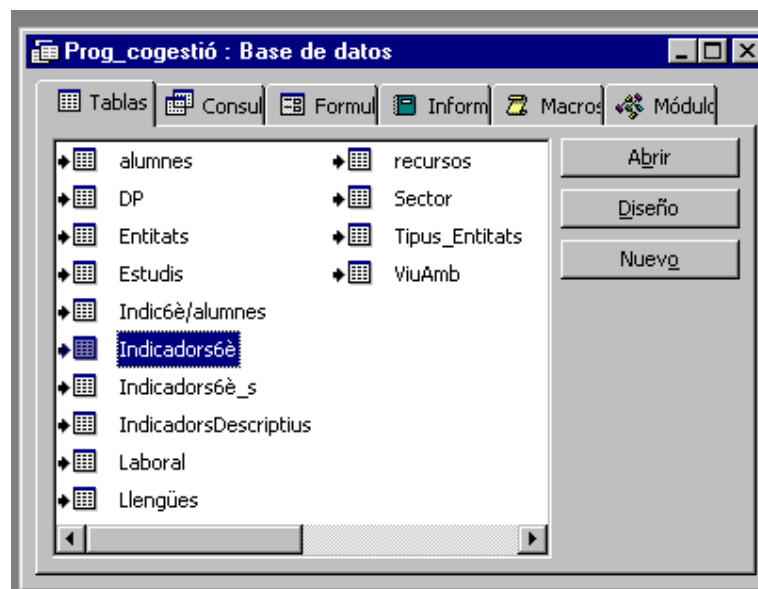 Prog_cogestió : Base de datos
Tablas Consul Formul Inform Macros Módulo
alumnes
DP
Entitats
Estudis
Indic6è/alumnes
Indicadors6è
Indicadors6è_s
IndicadorsDescriptius
Laboral
Llengües
recursos
Sector
Tipus_Entitats
ViuAmb
Abrir
Diseño
Nuevo